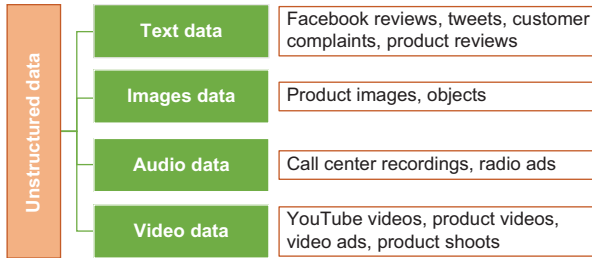 Unstructured data
Text data
Facebook reviews, tweets, customer
complaints, product reviews
Images data
Product images, objects
Audio data
Call center recordings, radio ads
Video data
YouTube videos, product videos,
video ads, product shoots